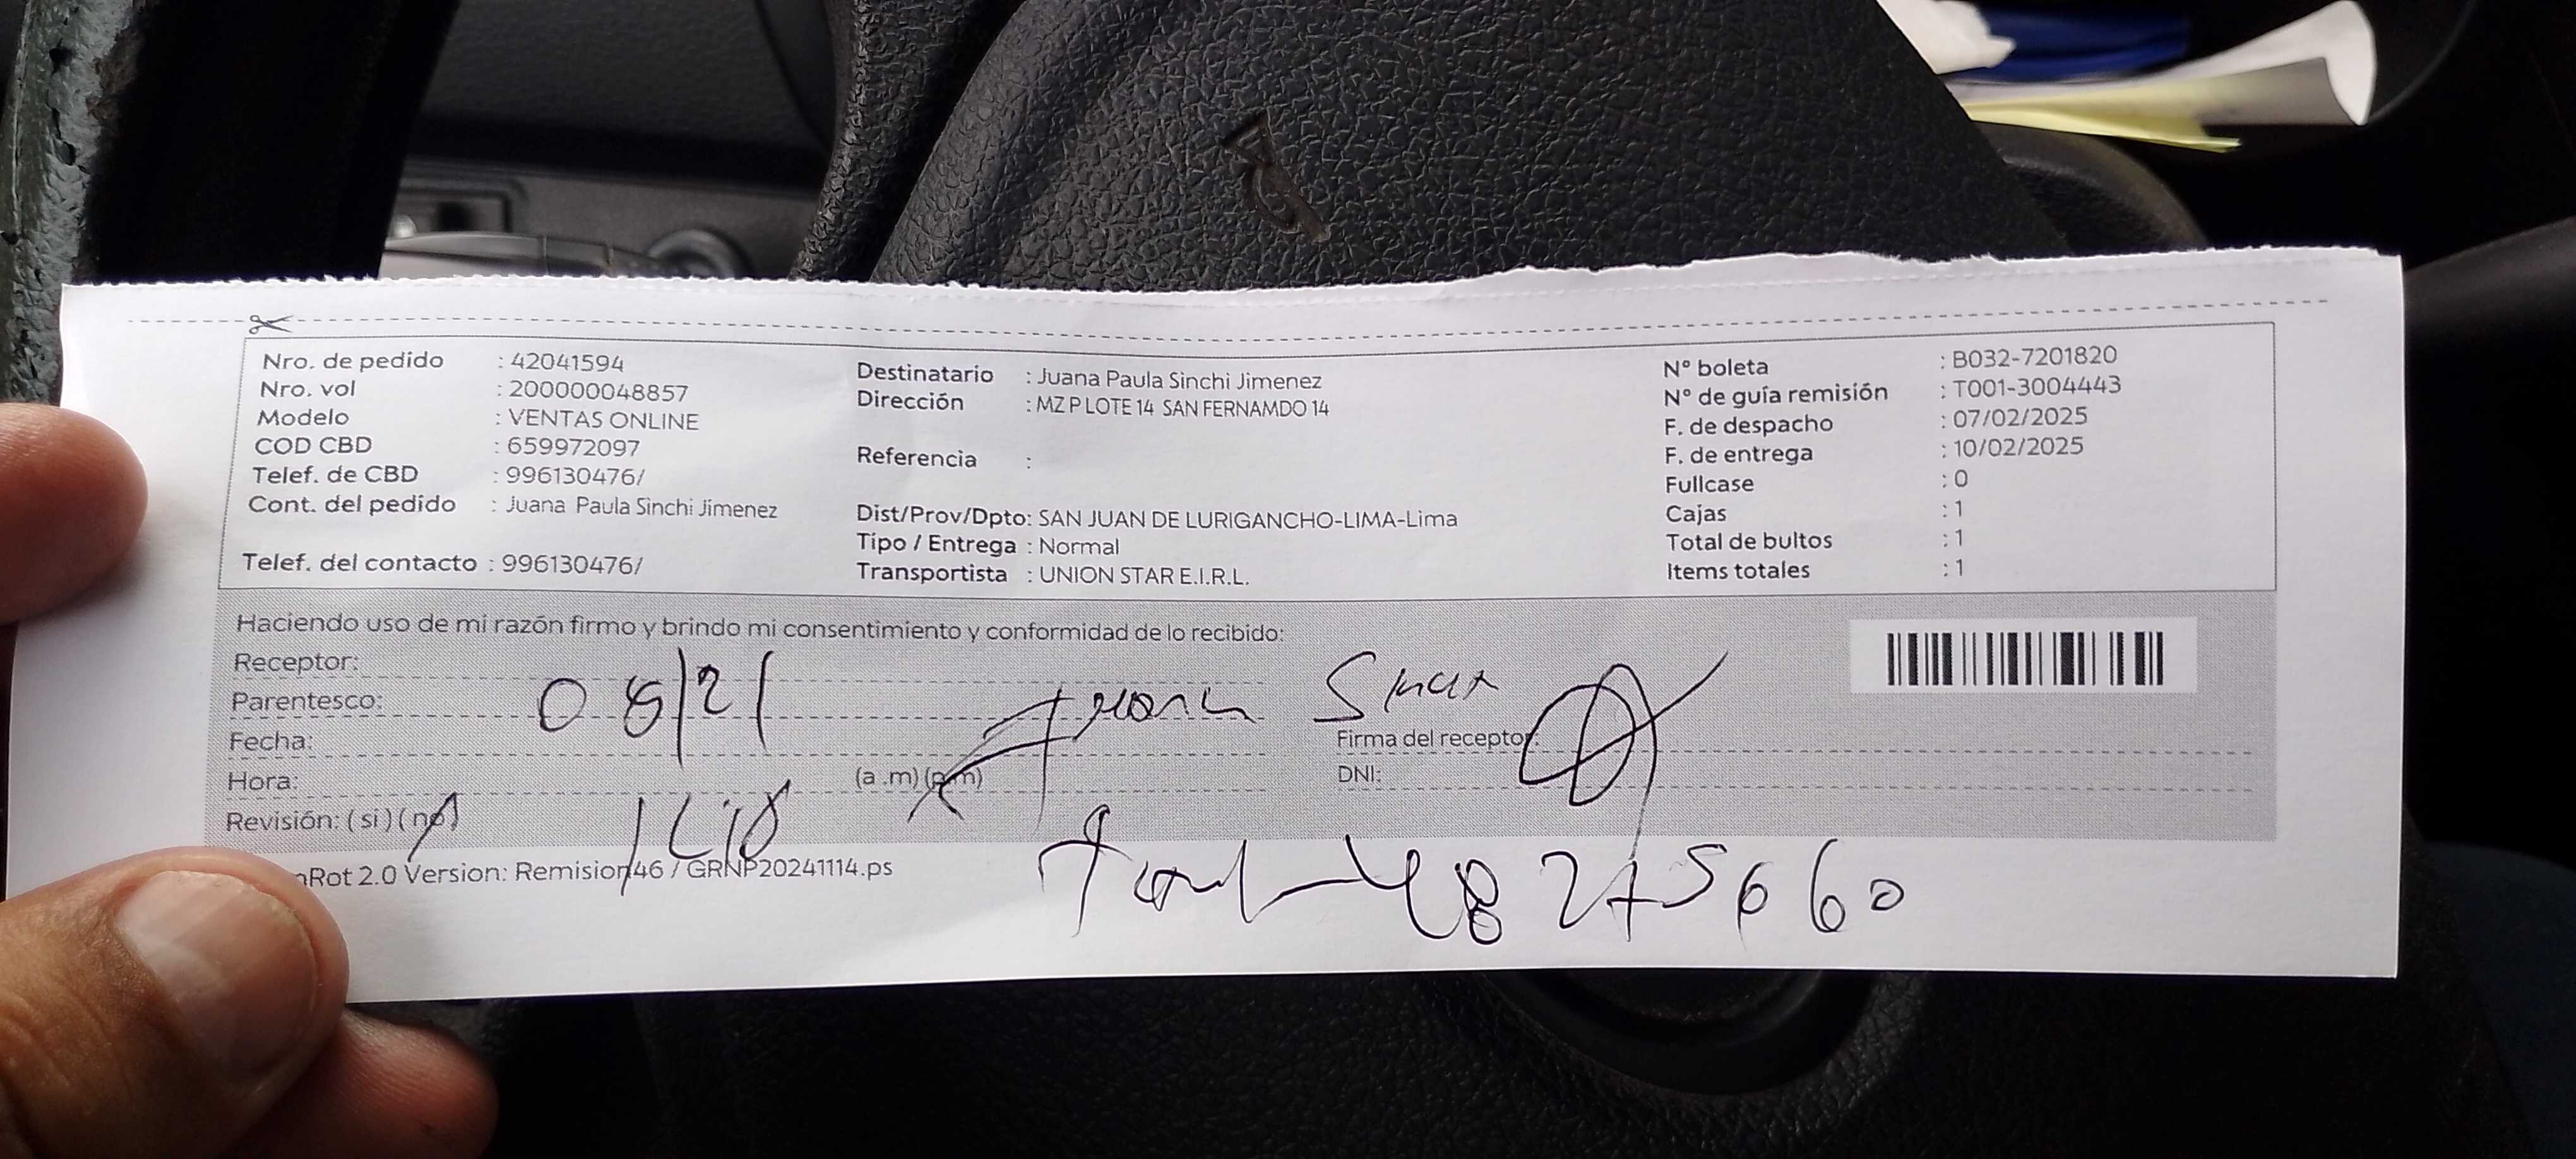 Nro. de pedido : 42041594
Nro. vol : 200000048857
Modelo : VENTAS ONLINE
COD CBD : 659972097
Telef. de CBD : 996130476/
Cont. del pedido : Juana Paula Sinchi Jimenez
Telef. del contacto : 996130476/
Destinatario : Juana Paula Sinchi Jimenez
Dirección : MZ P LOTE 14 SAN FERNAMDO 14
Referencia :
Dist/Prov/Dpto: SAN JUAN DE LURIGANCHO-LIMA-Lima
Tipo / Entrega : Normal
Transportista : UNION STAR E.I.R.L.
N° boleta : B032-7201820
N° de guía remisión : T001-3004443
F. de despacho : 07/02/2025
F. de entrega : 10/02/2025
Fullcase : 0
Cajas : 1
Total de bultos : 1
Items totales : 1
Haciendo uso de mi razón firmo y brindo mi consentimiento y conformidad de lo recibido:
Receptor:
Parentesco: 08/2/
Fecha:
Hora: (a .m) (p.m)
Revisión: ( si ) ( no )
Firma del receptor:
DNI:
nRot 2.0 Version: Remision46 / GRNP20241114.ps
48275660